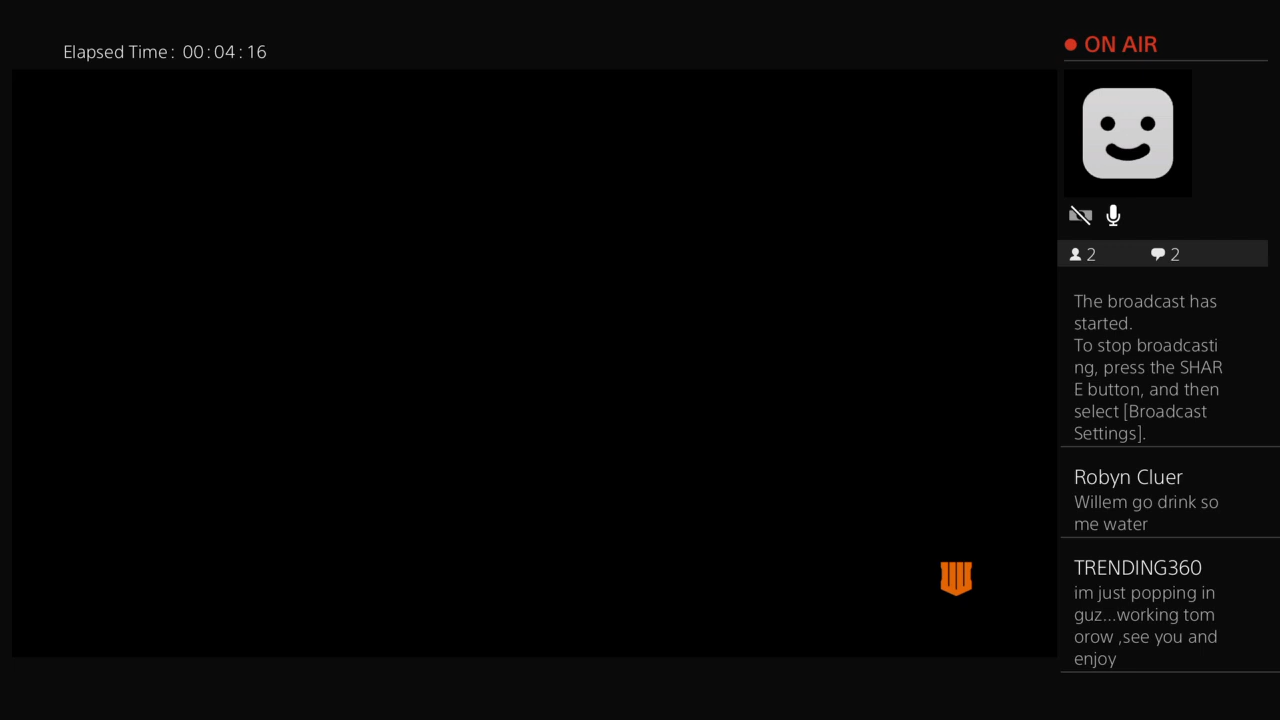 Elapsed Time: 00:04:16
ON AIR
2
2
The broadcast has
started.
To stop broadcasti
ng, press the SHAR
E button, and then
select [Broadcast
Settings].
Robyn Cluer
Willem go drink so
me water
TRENDING360
im just popping in
guz...working tom
orow ,see you and
enjoy